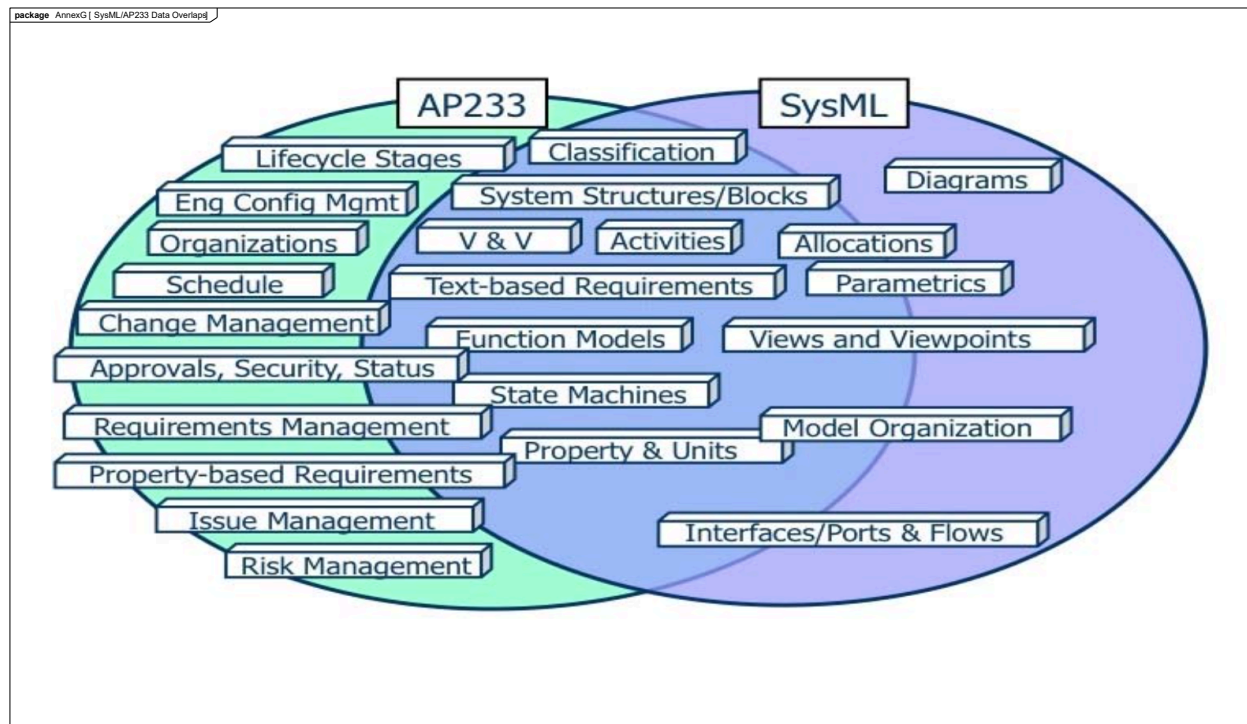 package AnnexG [ SysML/AP233 Data Overlaps]
AP233
SysML
Lifecycle Stages
Classification
Diagrams
Eng Config Mgmt
System Structures/Blocks
Organizations
V & V
Activities
Allocations
Schedule
Text-based Requirements
Parametrics
Change Management
Function Models
Views and Viewpoints
Approvals, Security, Status
State Machines
Requirements Management
Model Organization
Property & Units
Property-based Requirements
Issue Management
Interfaces/Ports & Flows
Risk Management